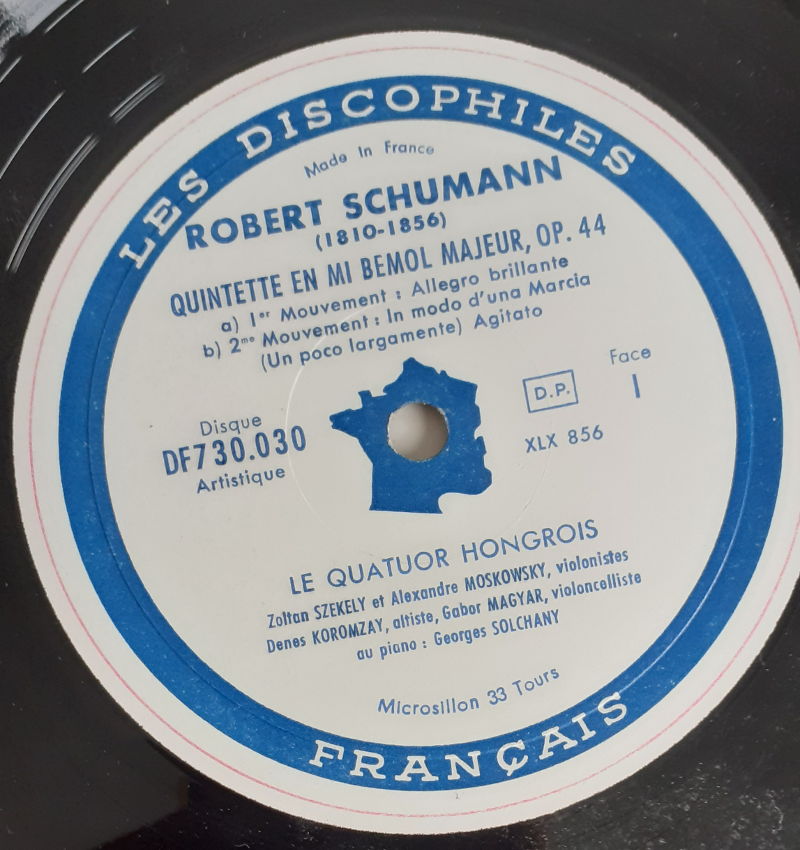 LES DISCOPHILES
Made In France
ROBERT SCHUMANN
(1810-1856)
QUINTETTE EN MI BEMOL MAJEUR, OP. 44
a) 1er Mouvement : Allegro brillante
b) 2me Mouvement : In modo d'una Marcia
(Un poco largamente) Agitato
Disque
DF730.030
Artistique
D.P.
XLX 856
Face
I
LE QUATUOR HONGROIS
Zoltan SZEKELY et Alexandre MOSKOWSKY, violonistes
Denes KOROMZAY, altiste, Gabor MAGYAR, violoncelliste
au piano : Georges SOLCHANY
Microsillon 33 Tours
FRANÇAIS